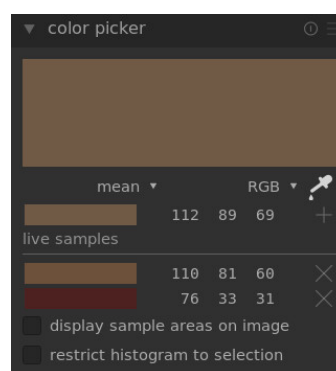 color picker
mean RGB
112 89 69
live samples
110 81 60
76 33 31
display sample areas on image
restrict histogram to selection